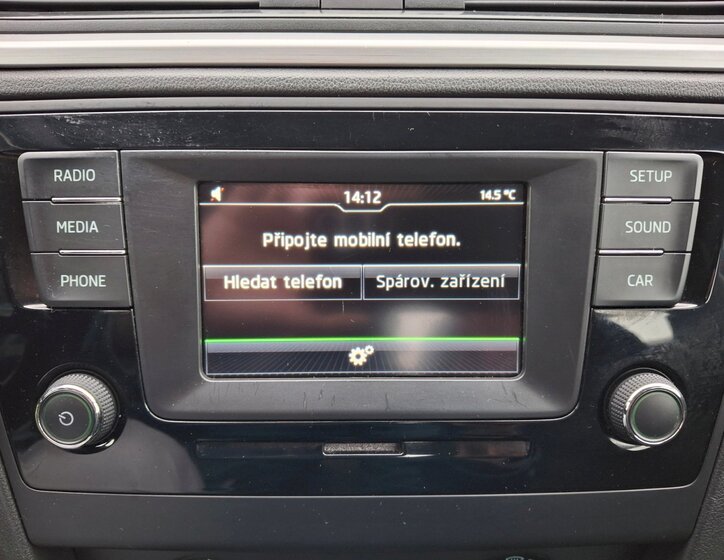 RADIO
MEDIA
PHONE
14:12
14.5 °C
Připojte mobilní telefon.
Hledat telefon
Spárov. zařízení
SETUP
SOUND
CAR